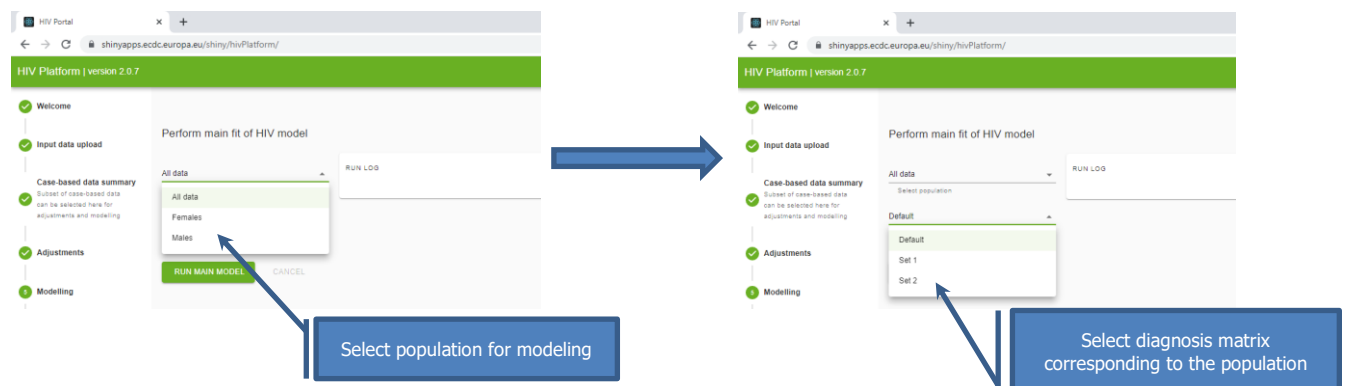 HIV Portal
shinyapps.ecdc.europa.eu/shiny/hivPlatform/
HIV Platform | version 2.0.7
Welcome
Input data upload
Case-based data summary
Subset of case-based data
can be selected here for
adjustments and modelling
Adjustments
5 Modelling
Perform main fit of HIV model
All data
All data
Females
Males
RUN MAIN MODEL
CANCEL
RUN LOG
Select population for modeling
HIV Portal
shinyapps.ecdc.europa.eu/shiny/hivPlatform/
HIV Platform | version 2.0.7
Welcome
Input data upload
Case-based data summary
Subset of case-based data
can be selected here for
adjustments and modelling
Adjustments
5 Modelling
Perform main fit of HIV model
All data
Select population
Default
Default
Set 1
Set 2
RUN LOG
Select diagnosis matrix
corresponding to the population